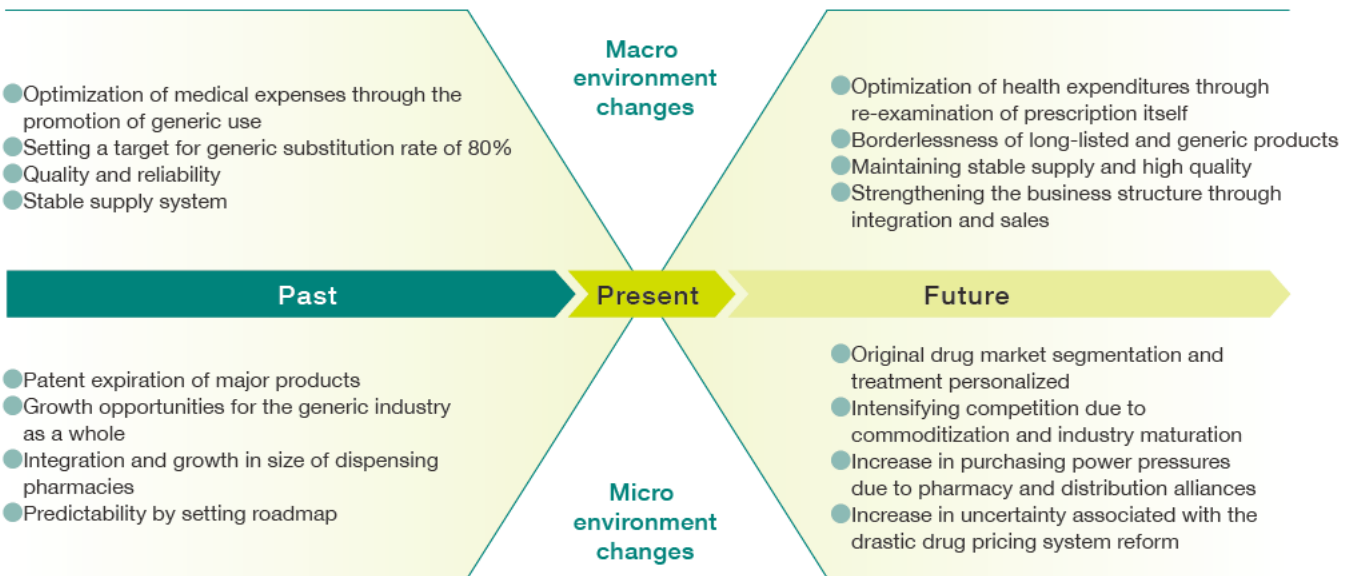 Macro
environment
changes
●Optimization of medical expenses through the
promotion of generic use
●Setting a target for generic substitution rate of 80%
●Quality and reliability
●Stable supply system
●Optimization of health expenditures through
re-examination of prescription itself
●Borderlessness of long-listed and generic products
●Maintaining stable supply and high quality
●Strengthening the business structure through
integration and sales
Past
Present
Future
●Patent expiration of major products
●Growth opportunities for the generic industry
as a whole
●Integration and growth in size of dispensing
pharmacies
●Predictability by setting roadmap
Micro
environment
changes
●Original drug market segmentation and
treatment personalized
●Intensifying competition due to
commoditization and industry maturation
●Increase in purchasing power pressures
due to pharmacy and distribution alliances
●Increase in uncertainty associated with the
drastic drug pricing system reform